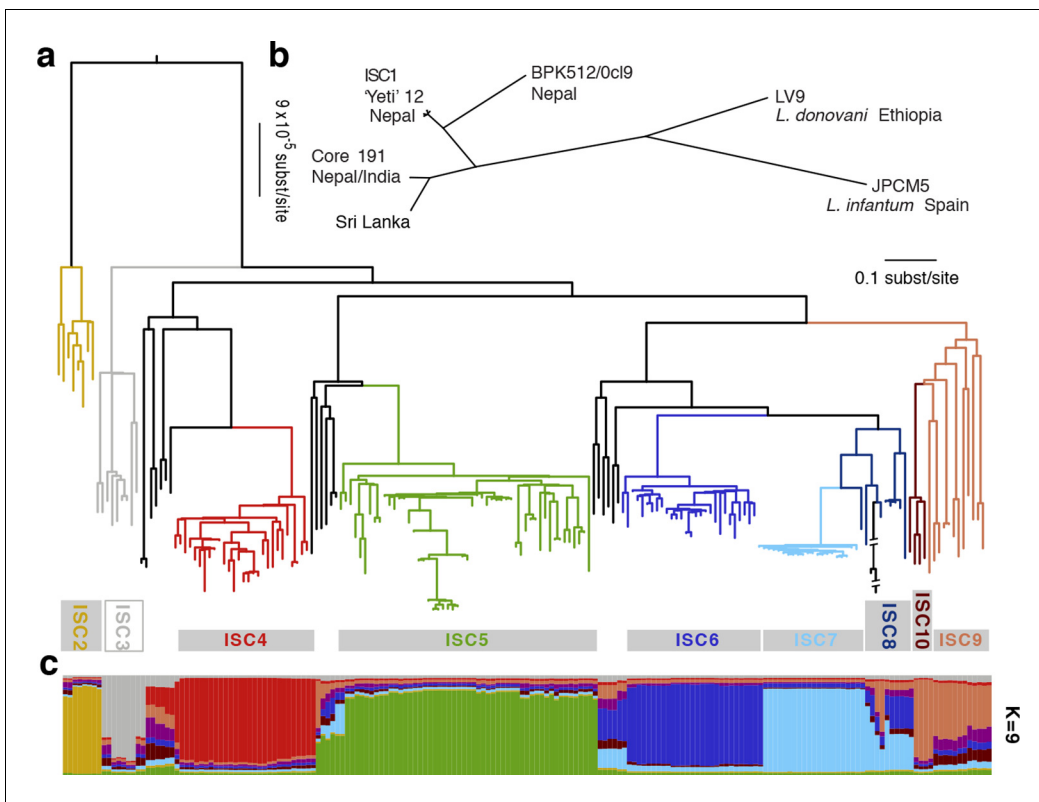 a
b
ISC1
'Yeti' 12
Nepal
BPK512/0cl9
Nepal
LV9
L. donovani Ethiopia
9 x 10⁻⁵ subst/site
Core 191
Nepal/India
JPCM5
L. infantum Spain
Sri Lanka
0.1 subst/site
ISC2
ISC3
ISC4
ISC5
ISC6
ISC7
ISC8
ISC10
ISC9
c
K=9